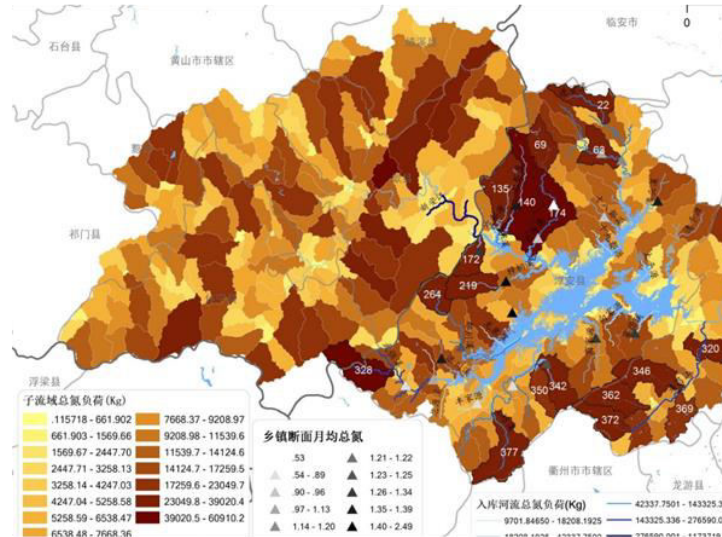 临安市
0
石台县
绩溪县
黄山市市辖区
22
69
63
135
140
174
祁门县
172
淳安县
219
264
320
328
346
342
350
362
369
372
377
浮梁县
衢州市市辖区
龙游县
子流域总氮负荷(Kg)
.115718 - 661.902
661.903 - 1569.66
1569.67 - 2447.70
2447.71 - 3258.13
3258.14 - 4247.03
4247.04 - 5258.58
5258.59 - 6538.47
6538.48 - 7668.36
7668.37 - 9208.97
9208.98 - 11539.6
11539.7 - 14124.6
14124.7 - 17259.5
17259.6 - 23049.7
23049.8 - 39020.4
39020.5 - 60910.2
乡镇断面月均总氮
.53
.54 - .89
.90 - .96
.97 - 1.13
1.14 - 1.20
1.21 - 1.22
1.23 - 1.25
1.26 - 1.34
1.35 - 1.39
1.40 - 2.49
入库河流总氮负荷(Kg)
9701.84650 - 18208.1925
42337.7501 - 143325.3
143325.336 - 276590.0